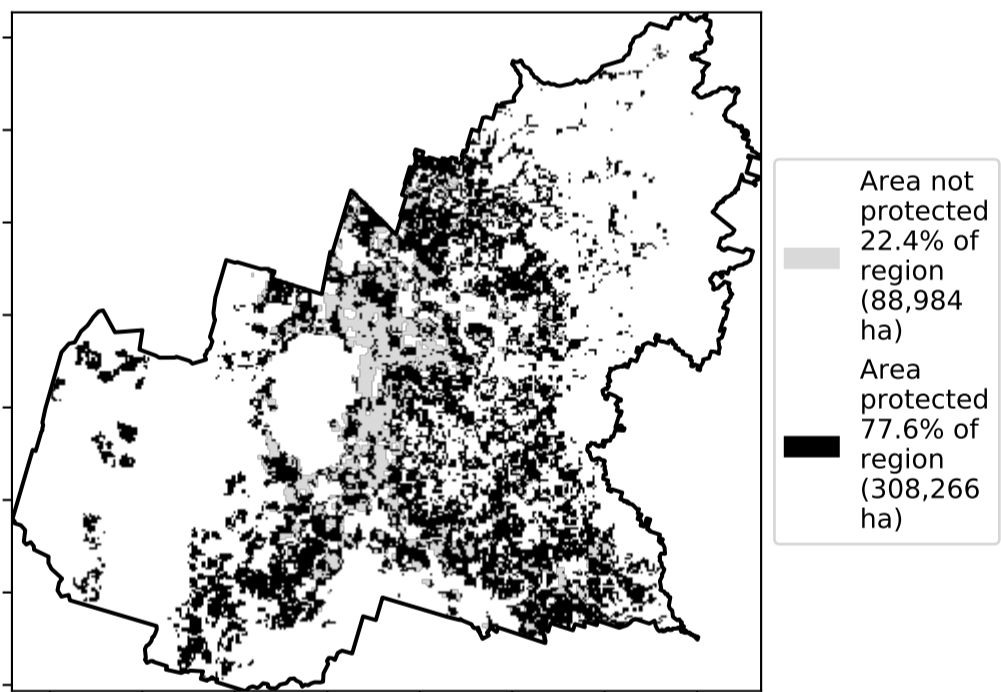 Area not
protected
22.4% of
region
(88,984
ha)
Area
protected
77.6% of
region
(308,266
ha)